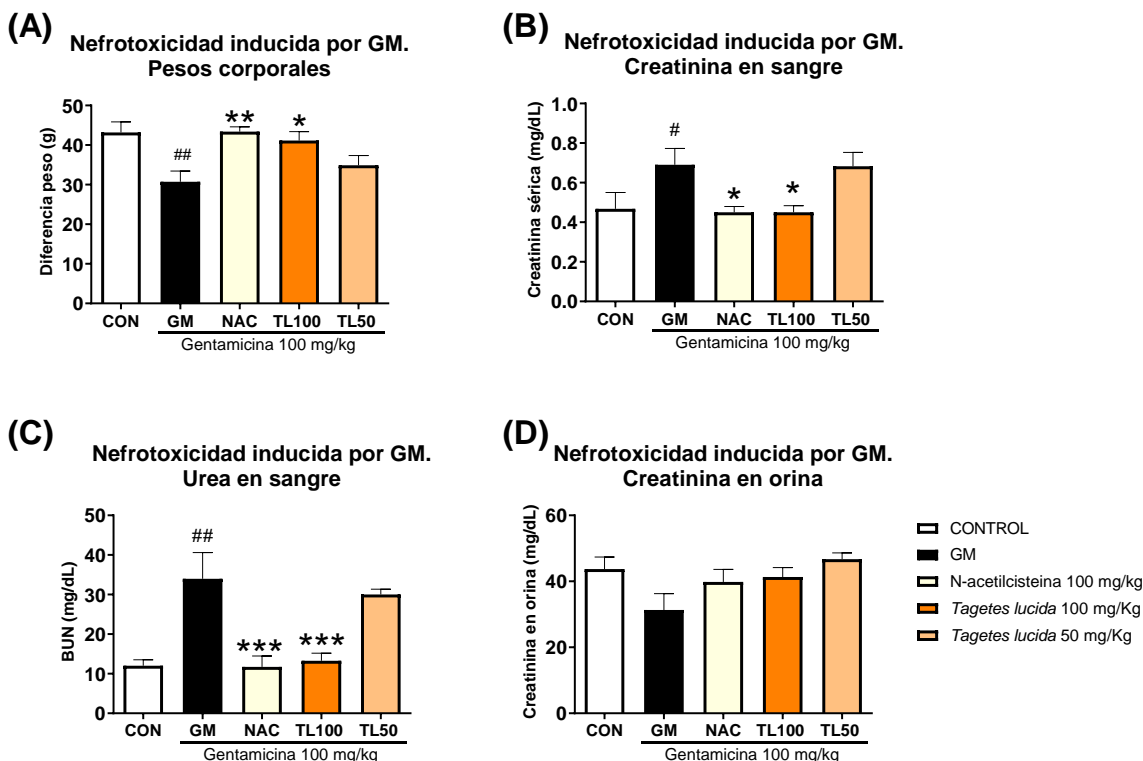 (A)
Nefrotoxicidad inducida por GM.
Pesos corporales
Diferencia peso (g)
50
40
30
20
10
0
##
**
*
CON GM NAC TL100 TL50
Gentamicina 100 mg/kg
(B)
Nefrotoxicidad inducida por GM.
Creatinina en sangre
Creatinina sérica (mg/dL)
1.0
0.8
0.6
0.4
0.2
0.0
#
*
*
CON GM NAC TL100 TL50
Gentamicina 100 mg/kg
(C)
Nefrotoxicidad inducida por GM.
Urea en sangre
BUN (mg/dL)
50
40
30
20
10
0
##
***
***
CON GM NAC TL100 TL50
Gentamicina 100 mg/kg
(D)
Nefrotoxicidad inducida por GM.
Creatinina en orina
Creatinina en orina (mg/dL)
60
40
20
0
CON GM NAC TL100 TL50
Gentamicina 100 mg/kg
CONTROL
GM
N-acetilcisteina 100 mg/kg
Tagetes lucida 100 mg/Kg
Tagetes lucida 50 mg/Kg